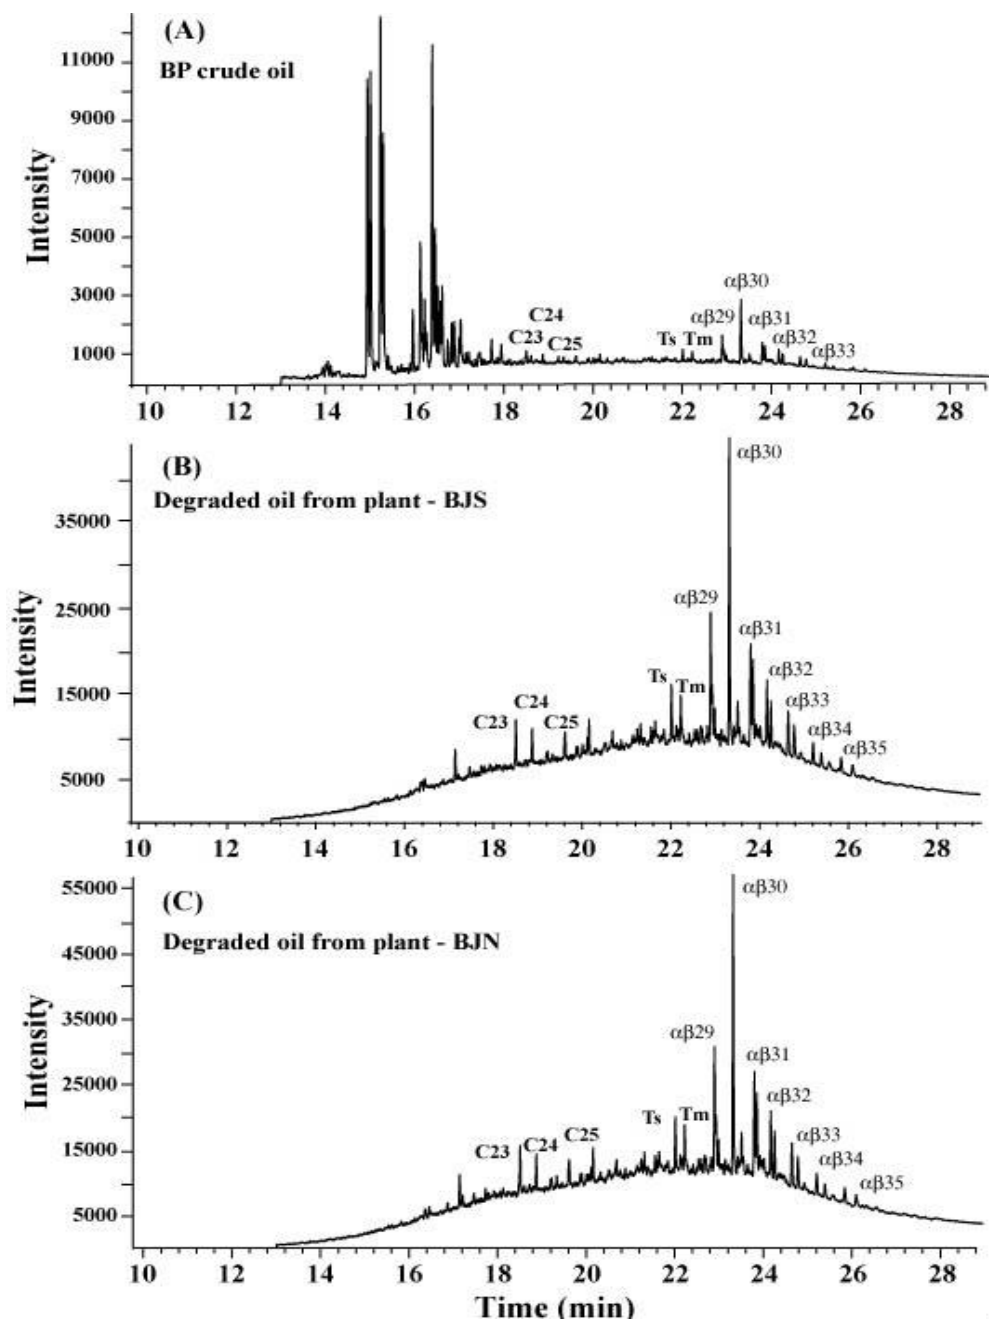 (A)
BP crude oil
Intensity
11000
9000
7000
5000
3000
1000
C23
C24
C25
Ts
Tm
αβ29
αβ30
αβ31
αβ32
αβ33
10 12 14 16 18 20 22 24 26 28
(B)
Degraded oil from plant - BJS
Intensity
35000
25000
15000
5000
C23
C24
C25
Ts
Tm
αβ29
αβ30
αβ31
αβ32
αβ33
αβ34
αβ35
10 12 14 16 18 20 22 24 26 28
(C)
Degraded oil from plant - BJN
Intensity
55000
45000
35000
25000
15000
5000
C23
C24
C25
Ts
Tm
αβ29
αβ30
αβ31
αβ32
αβ33
αβ34
αβ35
10 12 14 16 18 20 22 24 26 28
Time (min)